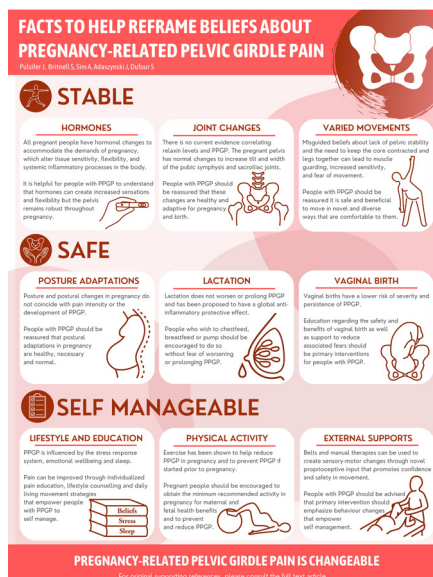 FACTS TO HELP REFRAME BELIEFS ABOUT
PREGNANCY-RELATED PELVIC GIRDLE PAIN
Pulsifer J, Britnell S, Sim A, Adaszynski J, Dufour S
STABLE
HORMONES
All pregnant people have hormonal changes to
accommodate the demands of pregnancy,
which alter tissue sensitivity, flexibility, and
systemic inflammatory processes in the body.
It is helpful for people with PPGP to understand
that hormones can create increased sensations
and flexibility but the pelvis
remains robust throughout
pregnancy.
JOINT CHANGES
There is no current evidence correlating
relaxin levels and PPGP. The pregnant pelvis
has normal changes to increase tilt and width
of the pubic symphysis and sacroiliac joints.
People with PPGP should
be reassured that these
changes are healthy and
adaptive for pregnancy
and birth.
VARIED MOVEMENTS
Misguided beliefs about lack of pelvic stability
and the need to keep the core contracted and
legs together can lead to muscle
guarding, increased sensitivity,
and fear of movement.
People with PPGP should be
reassured it is safe and beneficial
to move in novel and diverse
ways that are comfortable to them.
SAFE
POSTURE ADAPTATIONS
Posture and postural changes in pregnancy do
not coincide with pain intensity or the
development of PPGP.
People with PPGP should be
reassured that postural
adaptations in pregnancy
are healthy, necessary
and normal.
LACTATION
Lactation does not worsen or prolong PPGP
and has been proposed to have a global anti-
inflammatory protective effect.
People who wish to chestfeed,
breastfeed or pump should be
encouraged to do so
without fear of worsening
or prolonging PPGP.
VAGINAL BIRTH
Vaginal births have a lower risk of severity and
persistence of PPGP.
Education regarding the safety and
benefits of vaginal birth as well
as support to reduce
associated fears should
be primary interventions
for people with PPGP.
SELF MANAGEABLE
LIFESTYLE AND EDUCATION
PPGP is influenced by the stress response
system, emotional wellbeing and sleep.
Pain can be improved through individualized
pain education, lifestyle counselling and daily
living movement strategies
that empower people
with PPGP to
self manage.
Beliefs
Stress
Sleep
PHYSICAL ACTIVITY
Exercise has been shown to help reduce
PPGP in pregnancy and to prevent PPGP if
started prior to pregnancy.
Pregnant people should be encouraged to
obtain the minimum recommended activity in
pregnancy for maternal and
fetal health benefits
and to prevent
and reduce PPGP.
EXTERNAL SUPPORTS
Belts and manual therapies can be used to
create sensory-motor changes through novel
proprioceptive input that promotes confidence
and safety in movement.
People with PPGP should be advised
that primary intervention should
emphasize behaviour changes
that empower
self management.
PREGNANCY-RELATED PELVIC GIRDLE PAIN IS CHANGEABLE
For original supporting references, please consult the full text article.